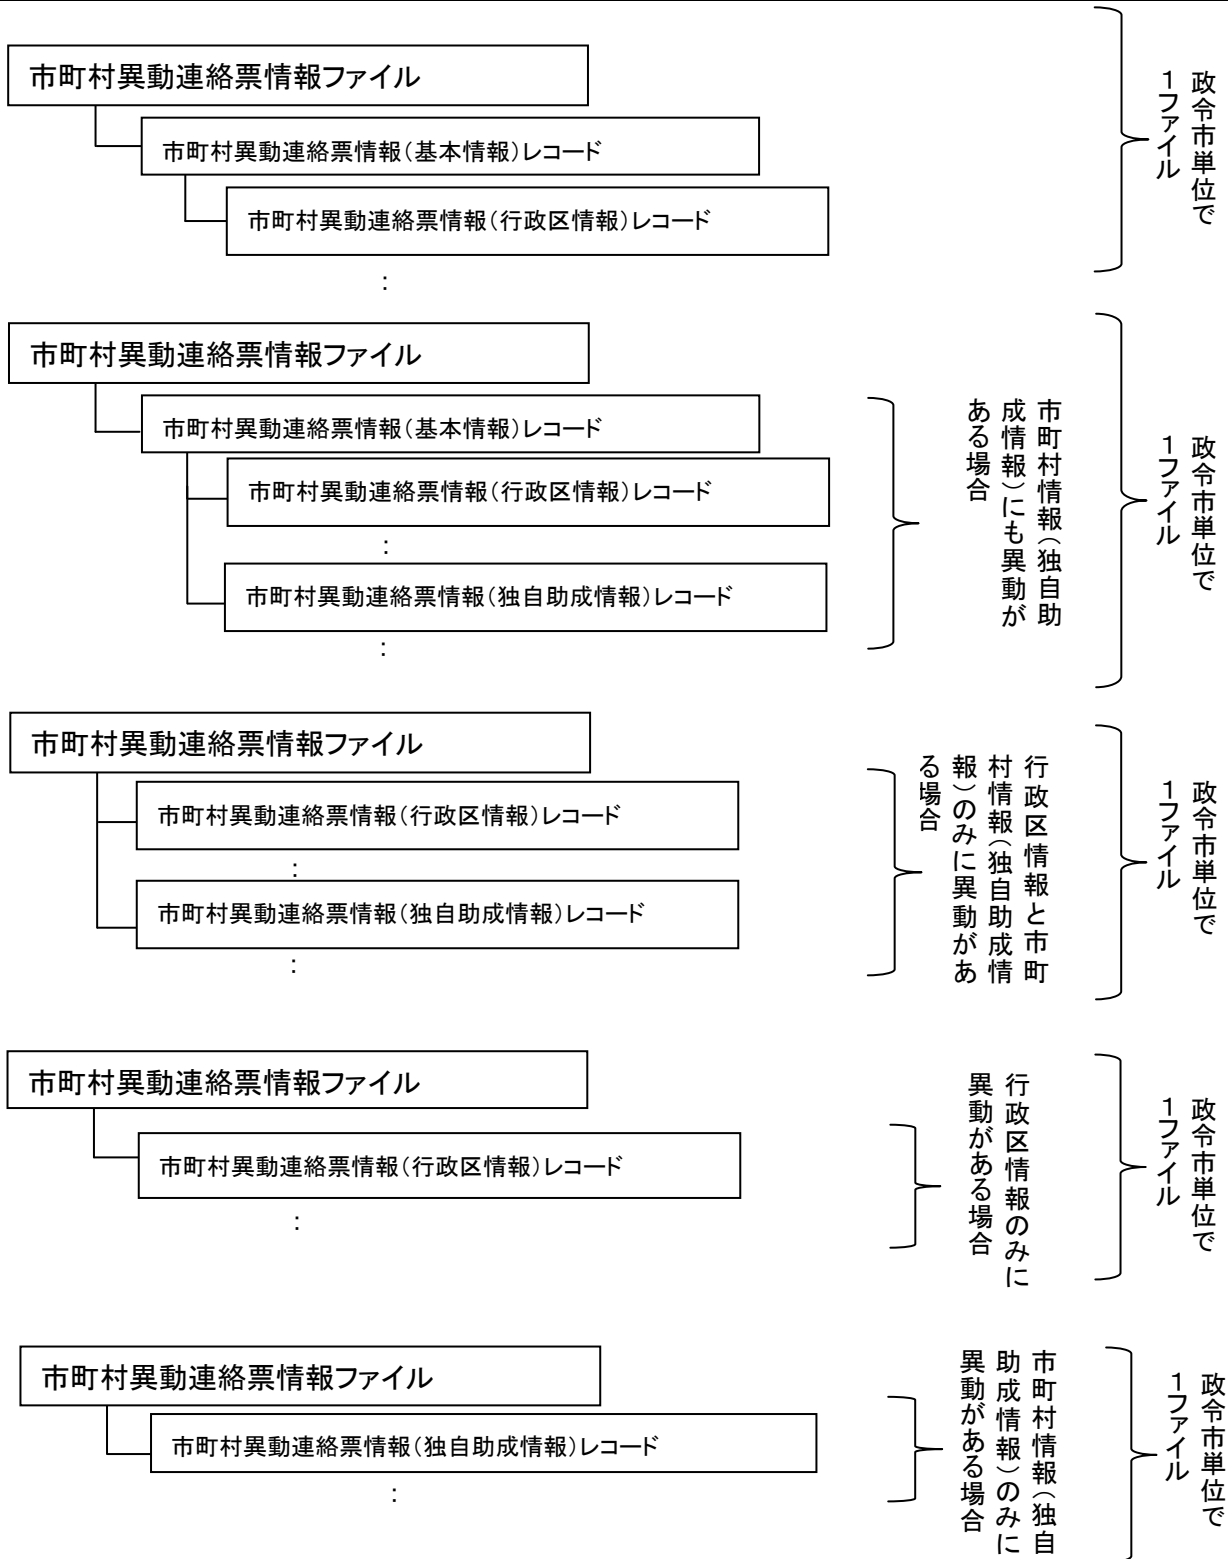 市町村異動連絡票情報ファイル
市町村異動連絡票情報（基本情報）レコード
市町村異動連絡票情報（行政区情報）レコード
：
政令市単位で
１ファイル
市町村異動連絡票情報ファイル
市町村異動連絡票情報（基本情報）レコード
市町村異動連絡票情報（行政区情報）レコード
：
市町村異動連絡票情報（独自助成情報）レコード
：
市町村情報（独自助
成情報）にも異動が
ある場合
政令市単位で
１ファイル
市町村異動連絡票情報ファイル
市町村異動連絡票情報（行政区情報）レコード
：
市町村異動連絡票情報（独自助成情報）レコード
：
行政区情報と市町
村情報（独自助成情
報）のみに異動があ
る場合
政令市単位で
１ファイル
市町村異動連絡票情報ファイル
市町村異動連絡票情報（行政区情報）レコード
：
行政区情報のみに
異動がある場合
政令市単位で
１ファイル
市町村異動連絡票情報ファイル
市町村異動連絡票情報（独自助成情報）レコード
：
市町村情報（独自
助成情報）のみに
異動がある場合
政令市単位で
１ファイル